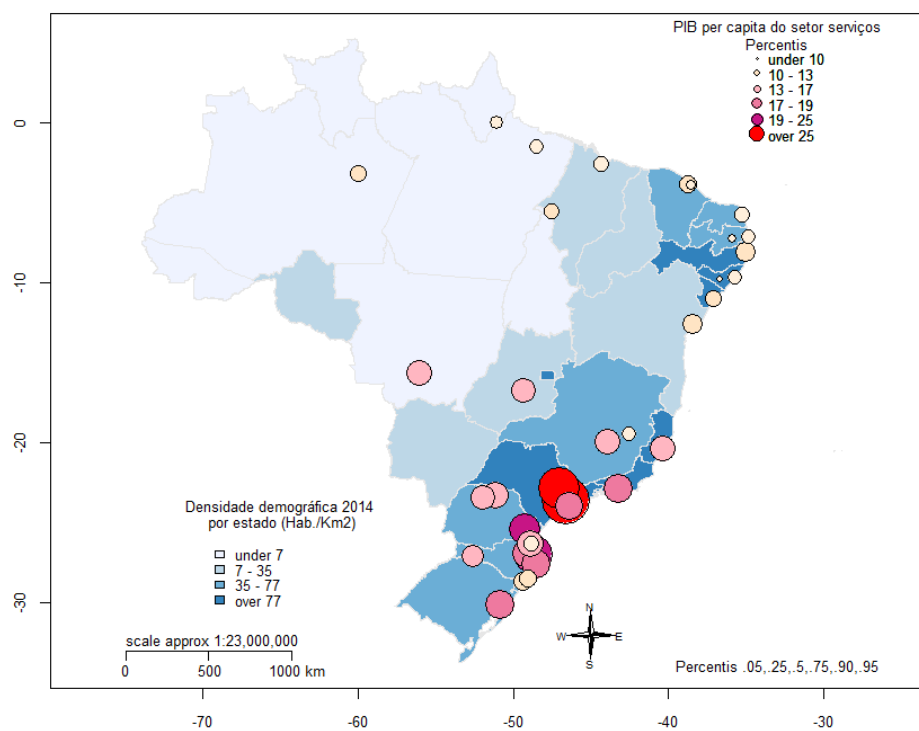 PIB per capita do setor serviços
Percentis
under 10
10 - 13
13 - 17
17 - 19
19 - 25
over 25
0
-10
-20
-30
Densidade demográfica 2014
por estado (Hab./Km2)
under 7
7 - 35
35 - 77
over 77
scale approx 1:23,000,000
0 500 1000 km
N
W E
S
Percentis .05,.25,.5,.75,.90,.95
-70 -60 -50 -40 -30